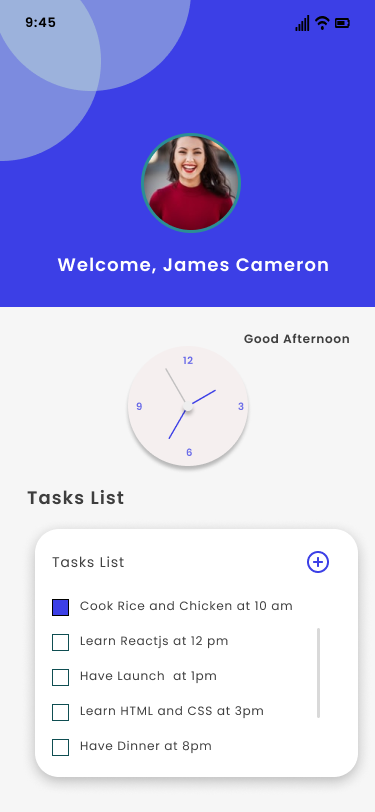 9:45
Welcome, James Cameron
Good Afternoon
12
9
3
6
Tasks List
Tasks List
Cook Rice and Chicken at 10 am
Learn Reactjs at 12 pm
Have Launch  at 1pm
Learn HTML and CSS at 3pm
Have Dinner at 8pm